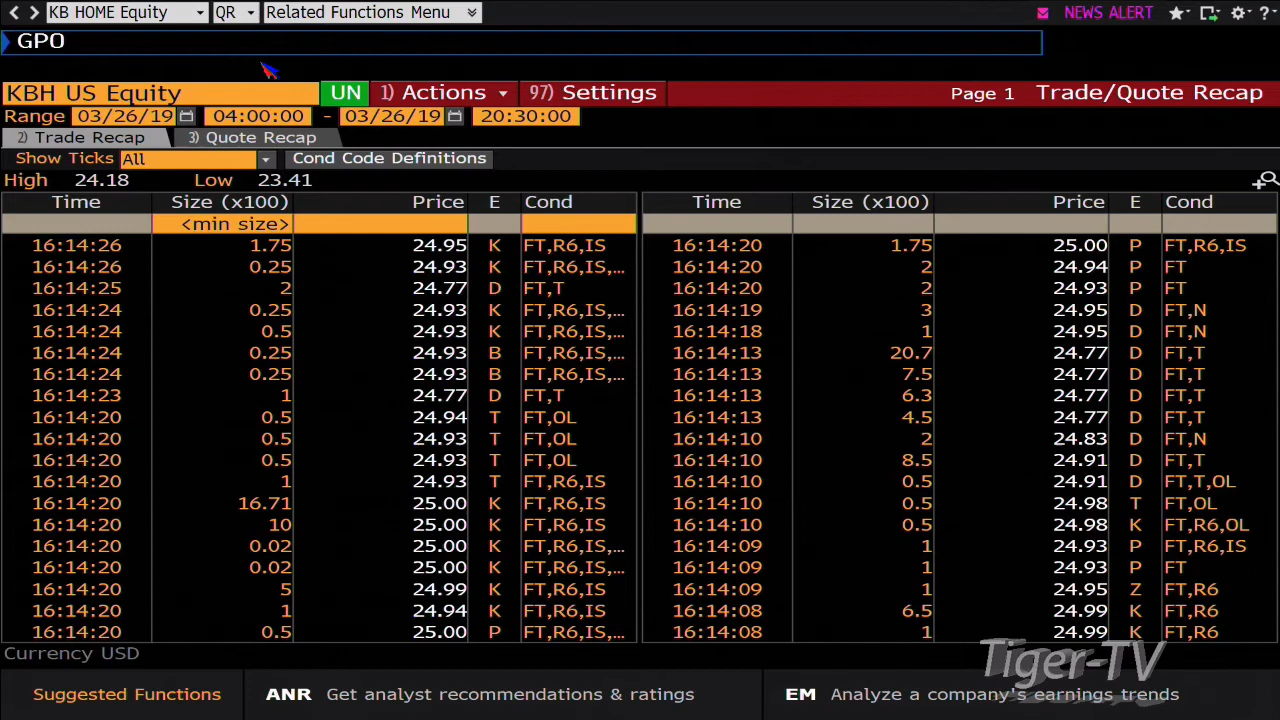 KB HOME Equity QR Related Functions Menu NEWS ALERT ?
GPO
KBH US Equity UN 1) Actions 97) Settings Page 1 Trade/Quote Recap
Range 03/26/19 04:00:00 - 03/26/19 20:30:00
2) Trade Recap 3) Quote Recap
Show Ticks All Cond Code Definitions
High 24.18 Low 23.41
Time Size (x100) Price E Cond Time Size (x100) Price E Cond
<min size>
16:14:26 1.75 24.95 K FT,R6,IS 16:14:20 1.75 25.00 P FT,R6,IS
16:14:26 0.25 24.93 K FT,R6,IS,... 16:14:20 2 24.94 P FT
16:14:25 2 24.77 D FT,T 16:14:20 2 24.93 P FT
16:14:24 0.25 24.93 K FT,R6,IS,... 16:14:19 3 24.95 D FT,N
16:14:24 0.5 24.93 K FT,R6,IS,... 16:14:18 1 24.95 D FT,N
16:14:24 0.25 24.93 B FT,R6,IS,... 16:14:13 20.7 24.77 D FT,T
16:14:24 0.25 24.93 B FT,R6,IS,... 16:14:13 7.5 24.77 D FT,T
16:14:23 1 24.77 D FT,T 16:14:13 6.3 24.77 D FT,T
16:14:20 0.5 24.94 T FT,OL 16:14:13 4.5 24.77 D FT,T
16:14:20 0.5 24.93 T FT,OL 16:14:10 2 24.83 D FT,N
16:14:20 0.5 24.93 T FT,OL 16:14:10 8.5 24.91 D FT,T
16:14:20 1 24.93 T FT,R6,IS 16:14:10 0.5 24.91 D FT,T,OL
16:14:20 16.71 25.00 K FT,R6,IS 16:14:10 0.5 24.98 T FT,OL
16:14:20 10 25.00 K FT,R6,IS 16:14:10 0.5 24.98 K FT,R6,OL
16:14:20 0.02 25.00 K FT,R6,IS,... 16:14:09 1 24.93 P FT,R6,IS
16:14:20 0.02 25.00 K FT,R6,IS,... 16:14:09 1 24.93 P FT
16:14:20 5 24.99 K FT,R6,IS 16:14:09 1 24.95 Z FT,R6
16:14:20 1 24.94 K FT,R6,IS 16:14:08 6.5 24.99 K FT,R6
16:14:20 0.5 25.00 P FT,R6,IS,... 16:14:08 1 24.99 K FT,R6
Currency USD
Tiger-TV
Suggested Functions ANR Get analyst recommendations & ratings EM Analyze a company's earnings trends